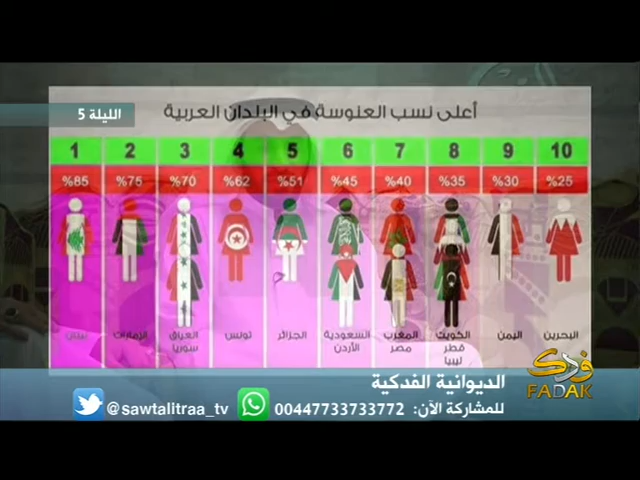 الليلة 5
أعلى نسب العنوسة في البلدان العربية
1 2 3 4 5 6 7 8 9 10
%85 %75 %70 %62 %51 %45 %40 %35 %30 %25
لبنان الإمارات العراق تونس الجزائر السعودية المغرب الكويت اليمن البحرين
سوريا الأردن مصر قطر
ليبيا
فدك
FADAK
الديوانية الفدكية
للمشاركة الآن: 00447733733772 @sawtalitraa_tv